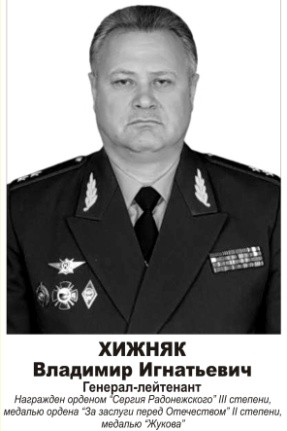 ХИЖНЯК
Владимир Игнатьевич
Генерал-лейтенант
Награжден орденом "Сергия Радонежского" III степени,
медалью ордена "За заслуги перед Отечеством" II степени,
медалью "Жукова"